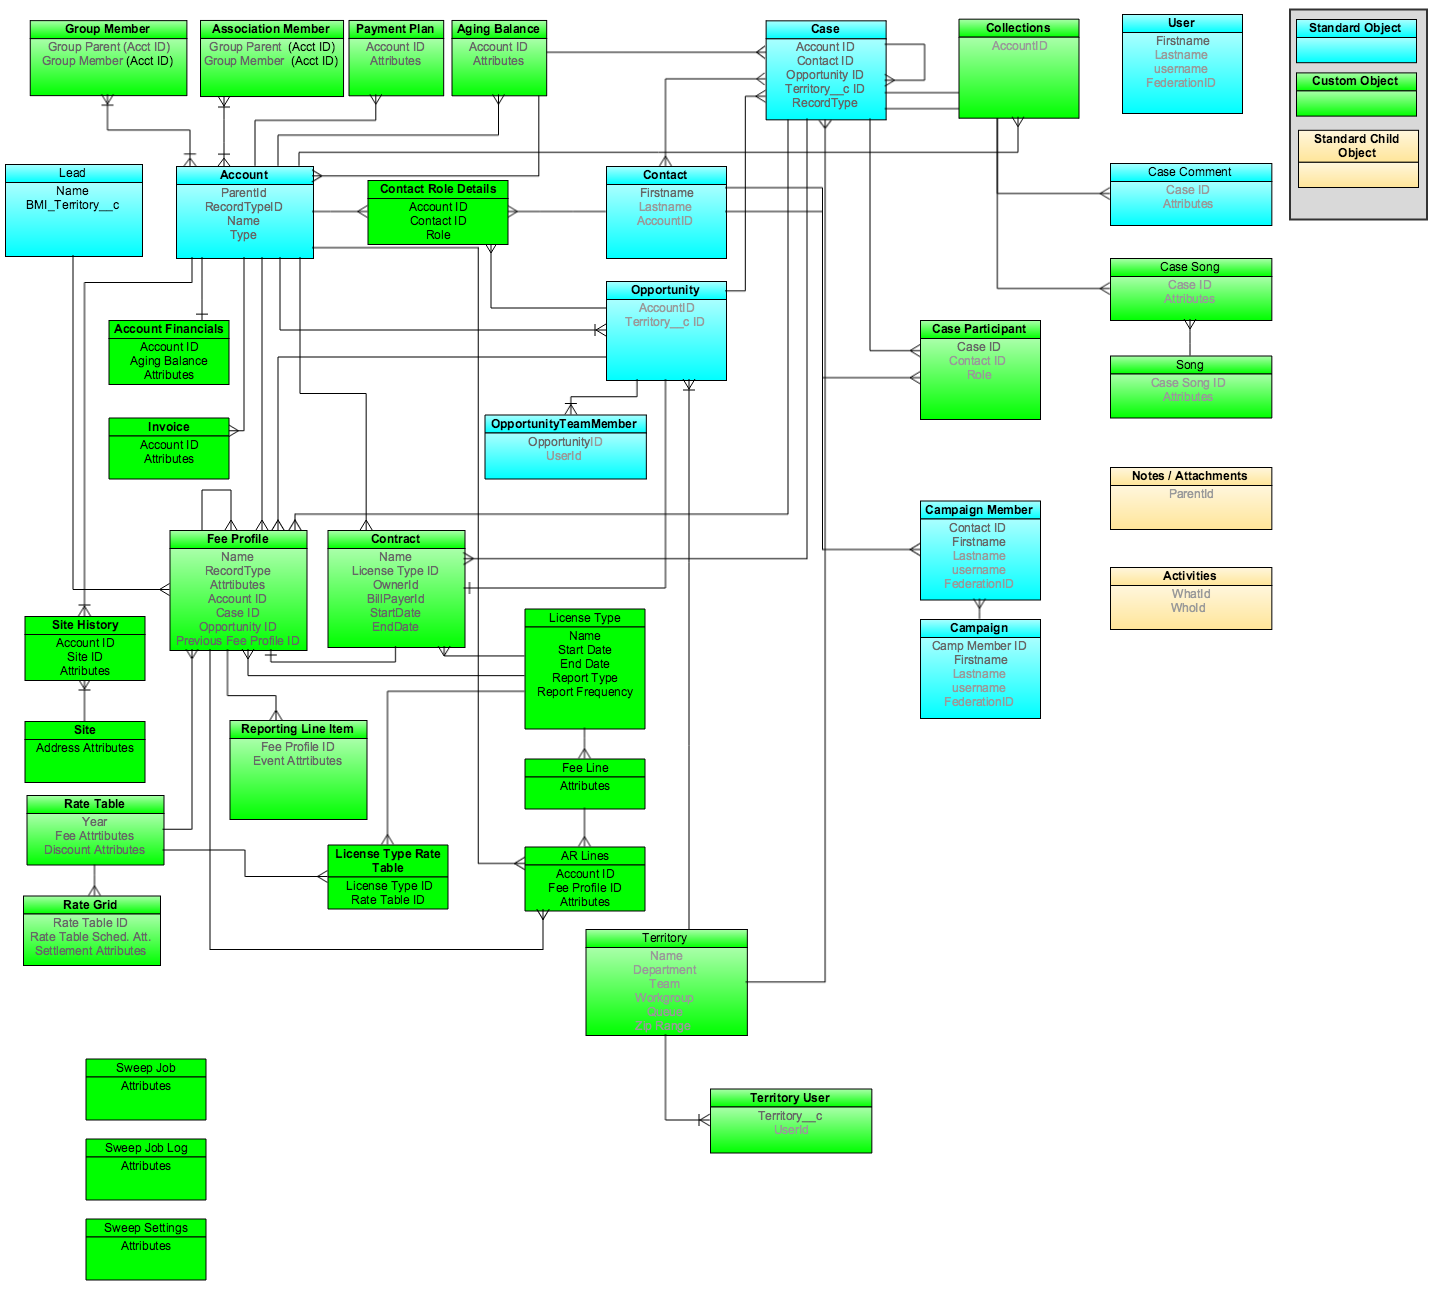 Group Member
Group Parent (Acct ID)
Group Member (Acct ID)
Association Member
Group Parent (Acct ID)
Group Member (Acct ID)
Payment Plan
Account ID
Attributes
Aging Balance
Account ID
Attributes
Case
Account ID
Contact ID
Opportunity ID
Territory__c ID
RecordType
Collections
AccountID
User
Firstname
Lastname
username
FederationID
Standard Object
Custom Object
Standard Child
Object
Lead
Name
BMI_Territory__c
Account
ParentId
RecordTypeID
Name
Type
Contact Role Details
Account ID
Contact ID
Role
Contact
Firstname
Lastname
AccountID
Case Comment
Case ID
Attributes
Opportunity
AccountID
Territory__c ID
Case Song
Case ID
Attributes
Account Financials
Account ID
Aging Balance
Attributes
Case Participant
Case ID
Contact ID
Role
Song
Case Song ID
Attributes
Invoice
Account ID
Attributes
OpportunityTeamMember
OpportunityID
UserId
Notes / Attachments
ParentId
Fee Profile
Name
RecordType
Attrtibutes
Account ID
Case ID
Opportunity ID
Previous Fee Profile ID
Contract
Name
License Type ID
OwnerId
BillPayerId
StartDate
EndDate
Campaign Member
Contact ID
Firstname
Lastname
username
FederationID
Activities
WhatId
WhoId
Site History
Account ID
Site ID
Attributes
License Type
Name
Start Date
End Date
Report Type
Report Frequency
Campaign
Camp Member ID
Firstname
Lastname
username
FederationID
Site
Address Attributes
Reporting Line Item
Fee Profile ID
Event Attrtibutes
Fee Line
Attributes
Rate Table
Year
Fee Attrtibutes
Discount Attributes
License Type Rate
Table
License Type ID
Rate Table ID
AR Lines
Account ID
Fee Profile ID
Attributes
Rate Grid
Rate Table ID
Rate Table Sched. Att.
Settlement Attributes
Territory
Name
Department
Team
Workgroup
Queue
Zip Range
Sweep Job
Attributes
Territory User
Territory__c
UserId
Sweep Job Log
Attributes
Sweep Settings
Attributes